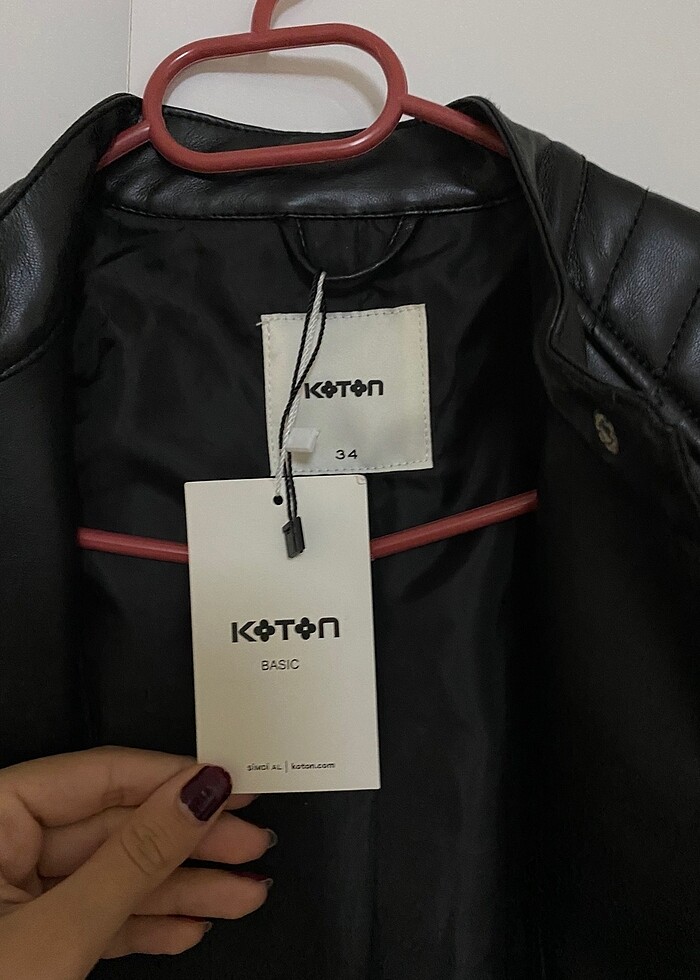 KOTON
34
KOTON
BASIC
ŞİMDİ AL | koton.com